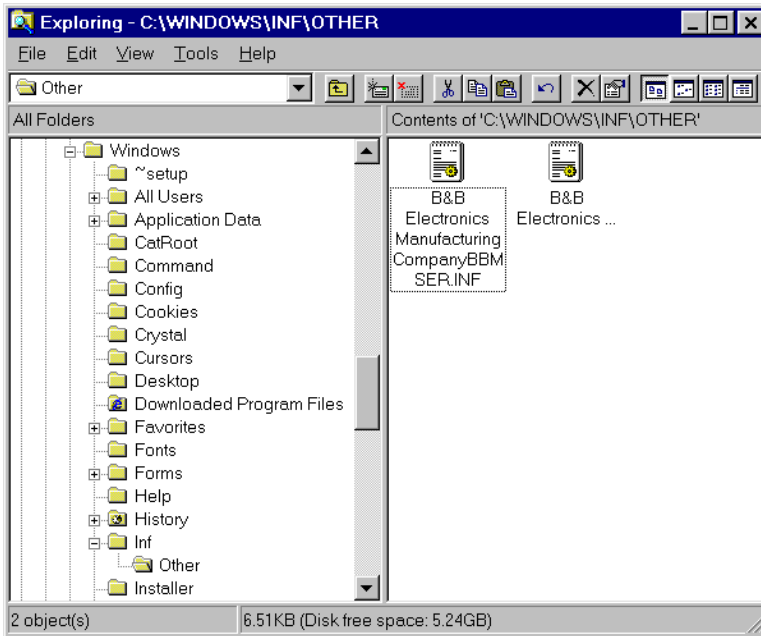 Exploring - C:\WINDOWS\INF\OTHER
File Edit View Tools Help
Other
All Folders
Contents of 'C:\WINDOWS\INF\OTHER'
Windows
~setup
All Users
Application Data
CatRoot
Command
Config
Cookies
Crystal
Cursors
Desktop
Downloaded Program Files
Favorites
Fonts
Forms
Help
History
Inf
Other
Installer
B&B
Electronics
Manufacturing
CompanyBBM
SER.INF
B&B
Electronics ...
2 object(s)
6.51KB (Disk free space: 5.24GB)